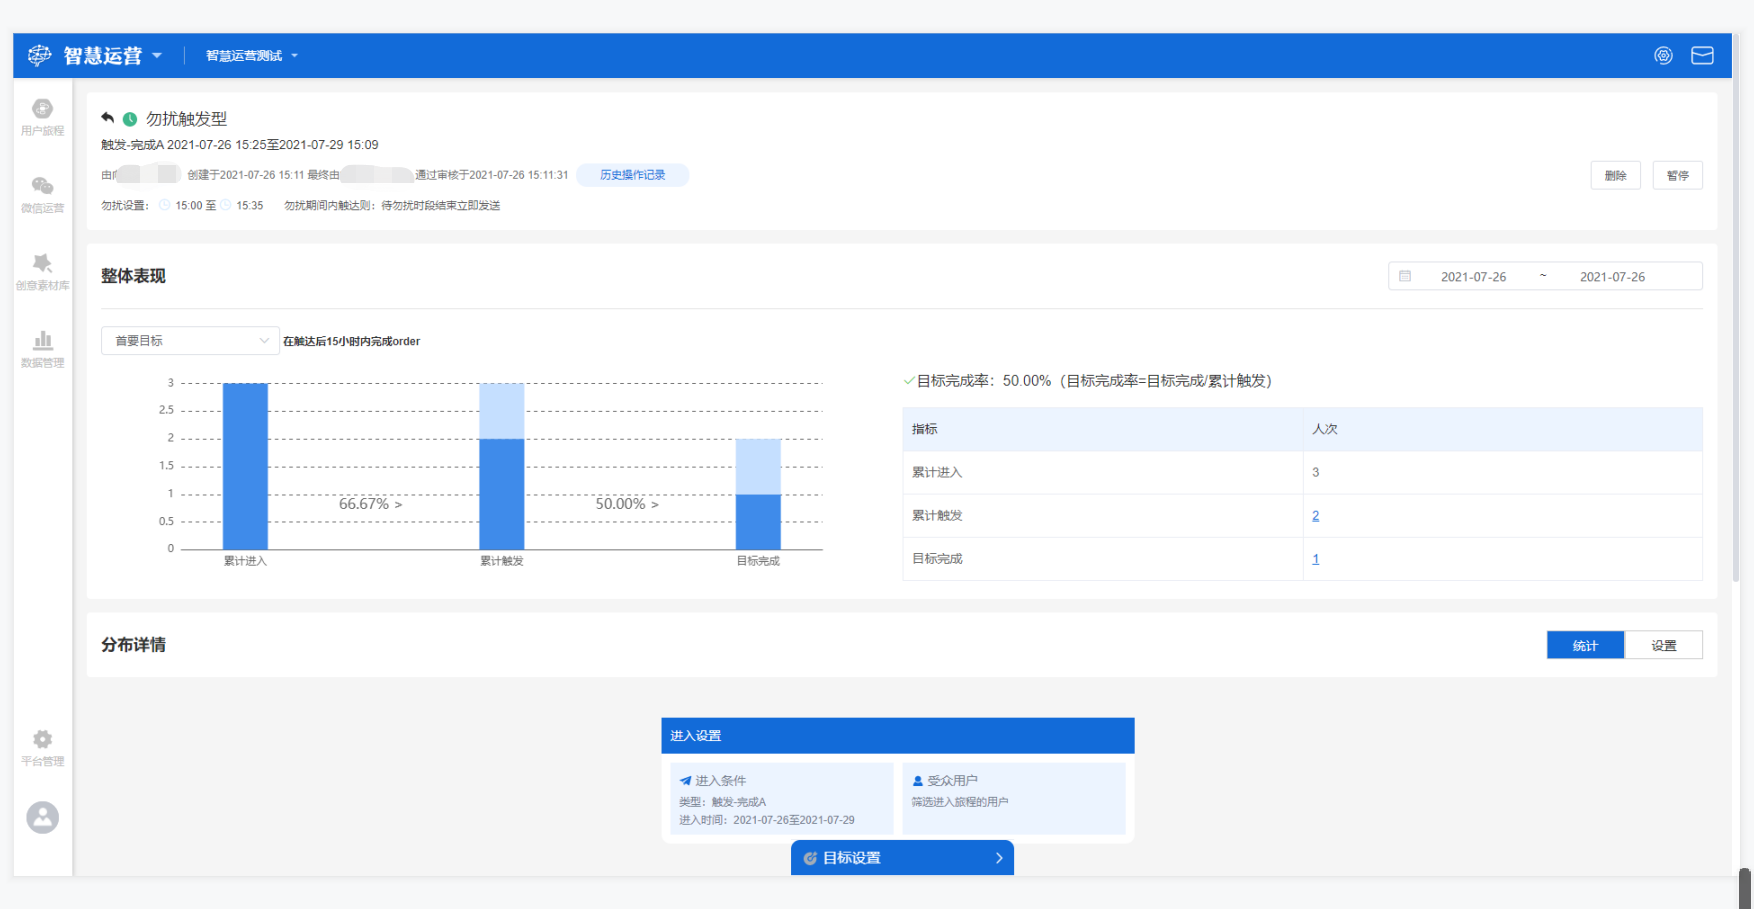 智慧运营
智慧运营测试
用户旅程
微信运营
创意素材库
数据管理
平台管理
勿扰触发型
触发-完成A 2021-07-26 15:25至2021-07-29 15:09
由 创建于2021-07-26 15:11 最终由 通过审核于2021-07-26 15:11:31 历史操作记录
删除 暂停
勿扰设置： 15:00 至 15:35 勿扰期间内触达则：待勿扰时段结束立即发送
整体表现
2021-07-26 ~ 2021-07-26
首要目标 在触达后15小时内完成order
3
2.5
2
1.5
1
0.5
0
66.67% >
50.00% >
累计进入 累计触发 目标完成
目标完成率：50.00%（目标完成率=目标完成/累计触发）
指标 人次
累计进入 3
累计触发 2
目标完成 1
分布详情
统计 设置
进入设置
进入条件
类型：触发-完成A
进入时间：2021-07-26至2021-07-29
受众用户
筛选进入旅程的用户
目标设置